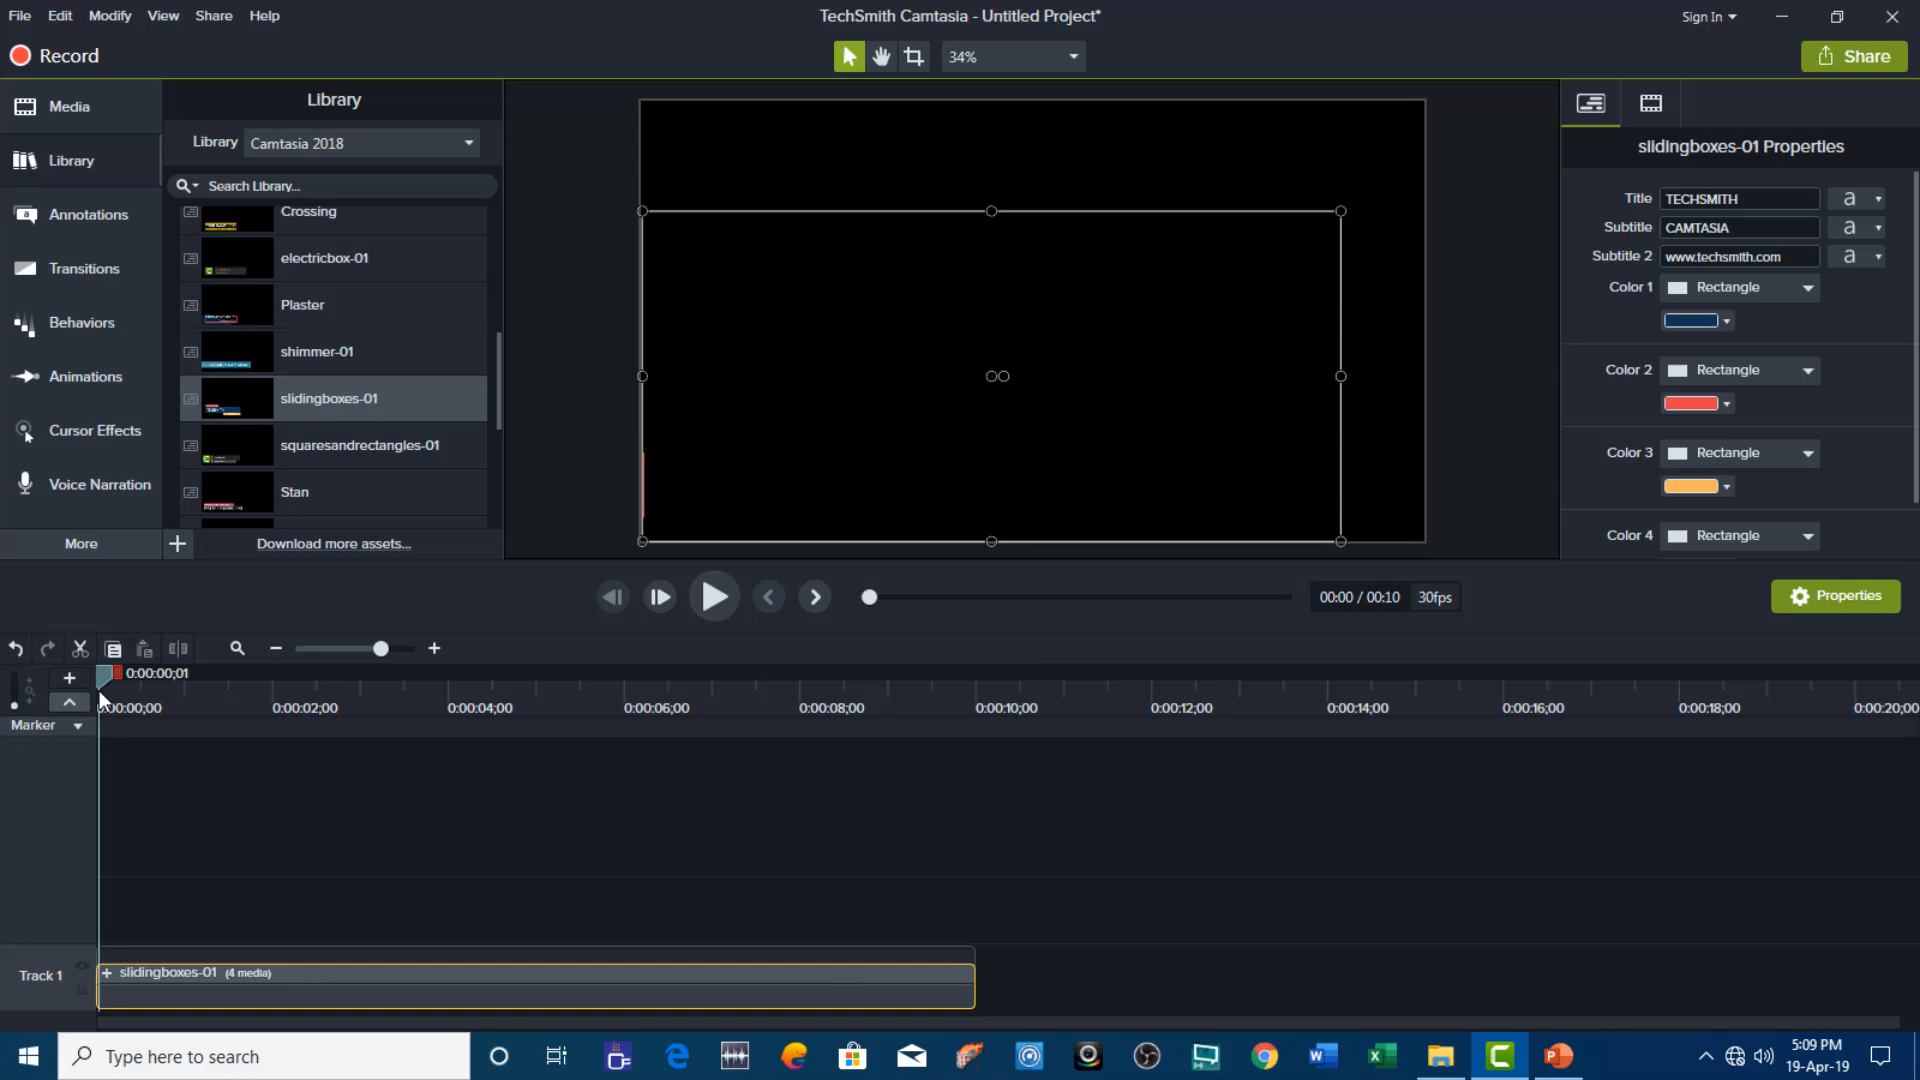 File Edit Modify View Share Help
TechSmith Camtasia - Untitled Project*
Sign In
Record
34%
Share
Media
Library
Annotations
Transitions
Behaviors
Animations
Cursor Effects
Voice Narration
More
Library
Library Camtasia 2018
Search Library...
Crossing
electricbox-01
Plaster
shimmer-01
slidingboxes-01
squaresandrectangles-01
Stan
Download more assets...
slidingboxes-01 Properties
Title TECHSMITH a
Subtitle CAMTASIA a
Subtitle 2 www.techsmith.com a
Color 1 Rectangle
Color 2 Rectangle
Color 3 Rectangle
Color 4 Rectangle
00:00 / 00:10 30fps
Properties
0:00:00;01
0:00:02;00 0:00:04;00 0:00:06;00 0:00:08;00 0:00:10;00 0:00:12;00 0:00:14;00 0:00:16;00 0:00:18;00 0:00:20;00
Marker
Track 1
slidingboxes-01 (4 media)
Type here to search
5:09 PM
19-Apr-19